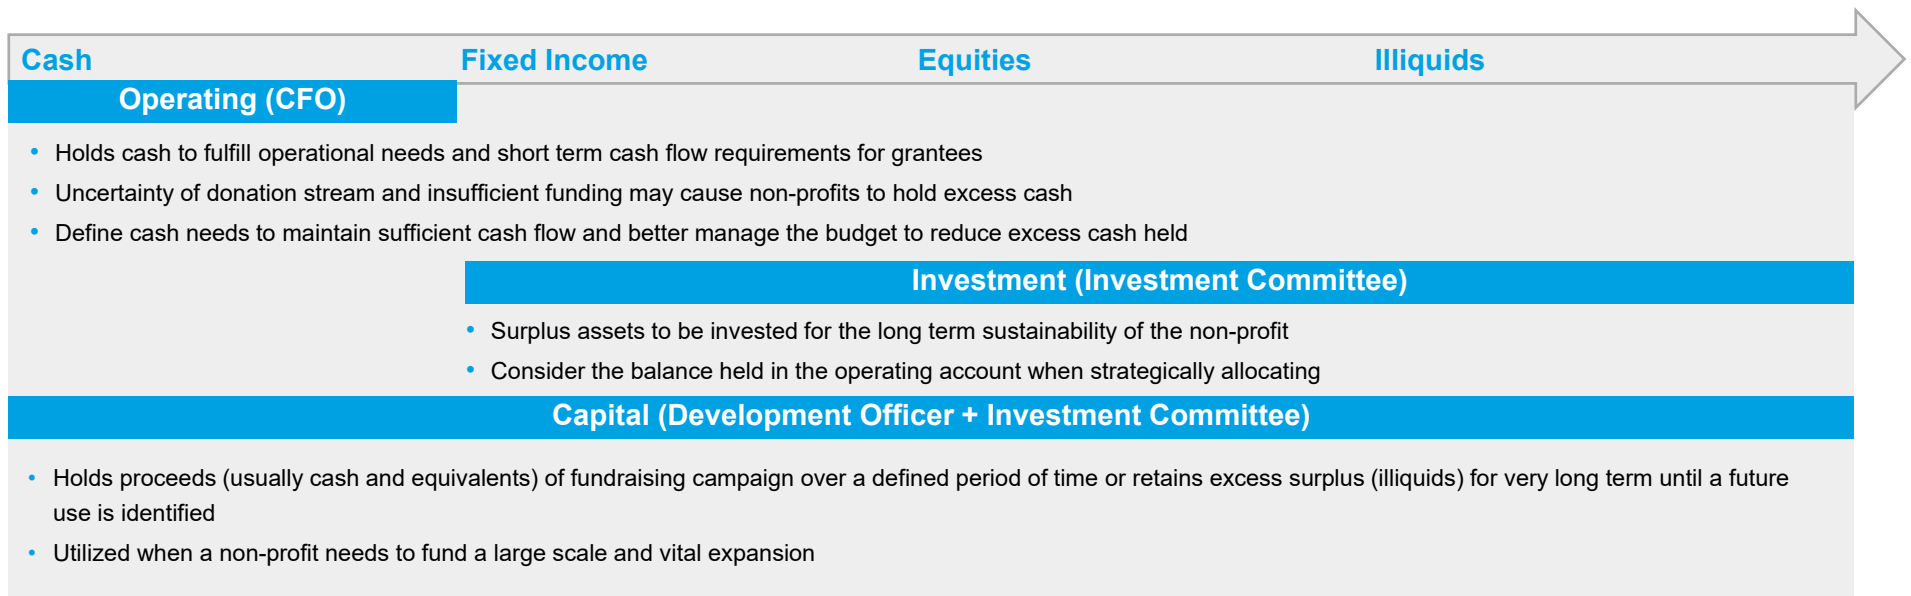 Cash Fixed Income Equities Illiquids
Operating (CFO)
• Holds cash to fulfill operational needs and short term cash flow requirements for grantees
• Uncertainty of donation stream and insufficient funding may cause non-profits to hold excess cash
• Define cash needs to maintain sufficient cash flow and better manage the budget to reduce excess cash held
Investment (Investment Committee)
• Surplus assets to be invested for the long term sustainability of the non-profit
• Consider the balance held in the operating account when strategically allocating
Capital (Development Officer + Investment Committee)
• Holds proceeds (usually cash and equivalents) of fundraising campaign over a defined period of time or retains excess surplus (illiquids) for very long term until a future
use is identified
• Utilized when a non-profit needs to fund a large scale and vital expansion